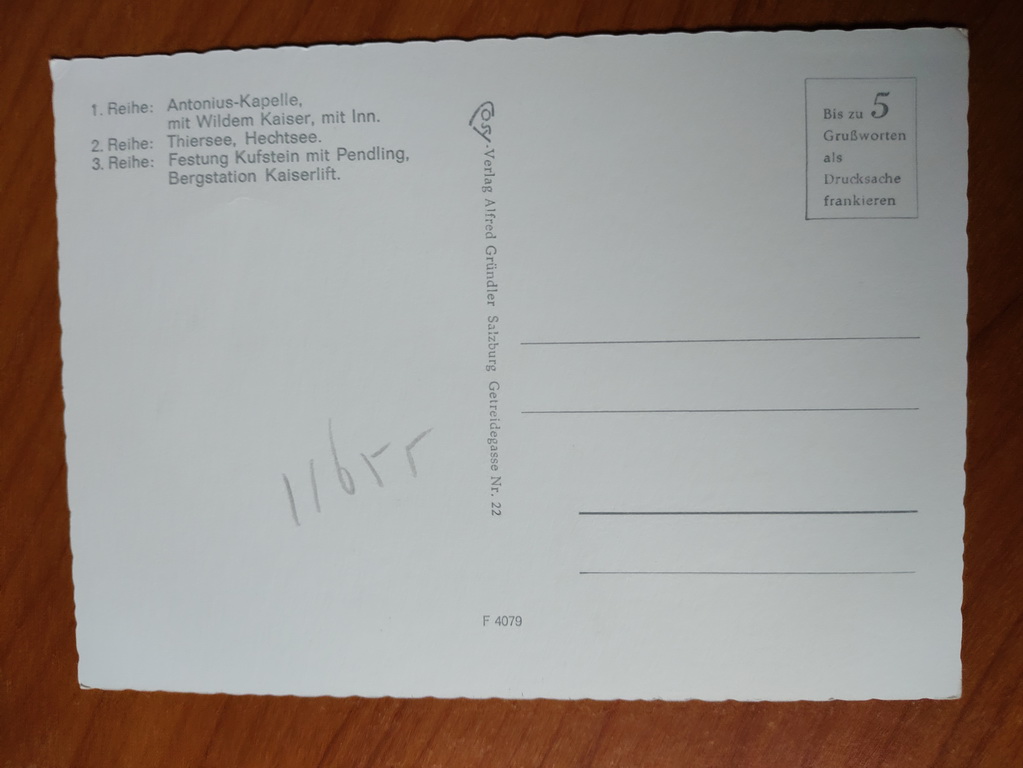 1. Reihe: Antonius-Kapelle,
mit Wildem Kaiser, mit Inn.
2. Reihe: Thiersee, Hechtsee.
3. Reihe: Festung Kufstein mit Pendling,
Bergstation Kaiserlift.
Cosy-Verlag Alfred Gründler Salzburg Getreidegasse Nr. 22
Bis zu 5
Grußworten
als
Drucksache
frankieren
11655
F 4079